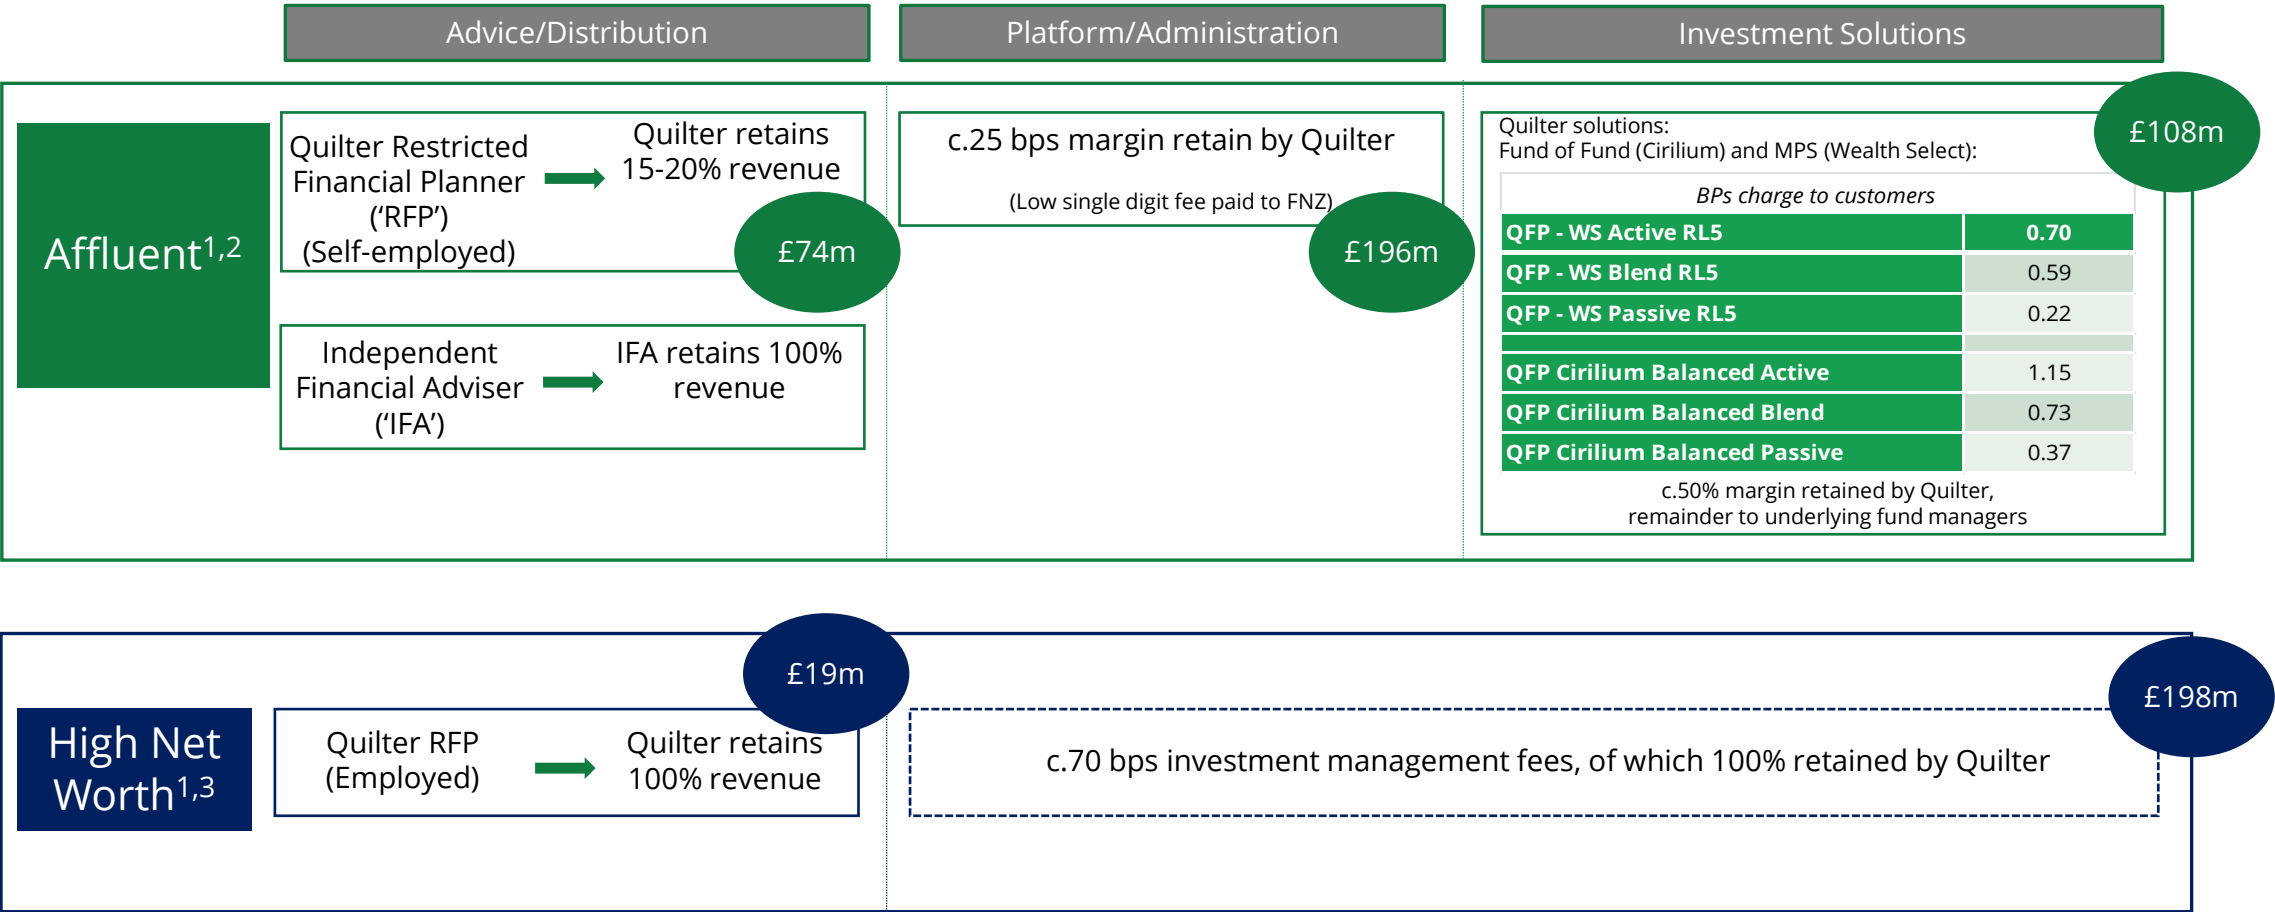 Advice/Distribution
Platform/Administration
Investment Solutions
Affluent1,2
Quilter Restricted
Financial Planner
(‘RFP’)
(Self-employed)
Quilter retains
15-20% revenue
£74m
Independent
Financial Adviser
(‘IFA’)
IFA retains 100%
revenue
c.25 bps margin retain by Quilter
(Low single digit fee paid to FNZ)
£196m
Quilter solutions:
Fund of Fund (Cirilium) and MPS (Wealth Select):
£108m
BPs charge to customers
QFP - WS Active RL5 0.70
QFP - WS Blend RL5 0.59
QFP - WS Passive RL5 0.22
QFP Cirilium Balanced Active 1.15
QFP Cirilium Balanced Blend 0.73
QFP Cirilium Balanced Passive 0.37
c.50% margin retained by Quilter,
remainder to underlying fund managers
High Net
Worth1,3
Quilter RFP
(Employed)
Quilter retains
100% revenue
£19m
c.70 bps investment management fees, of which 100% retained by Quilter
£198m